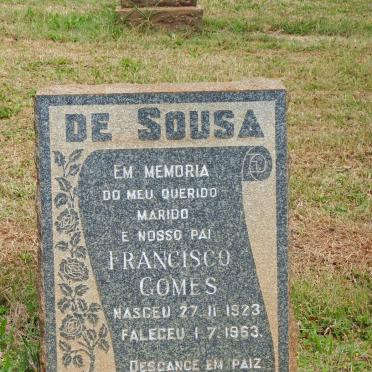 DE SOUSA
EM MEMORIA
DO MEU QUERIDO
MARIDO
E NOSSO PAI
FRANCISCO
GOMES
NASCEU 27. 11 1923
FALECEU 1. 7. 1963.
DESCANCE EM PAIZ